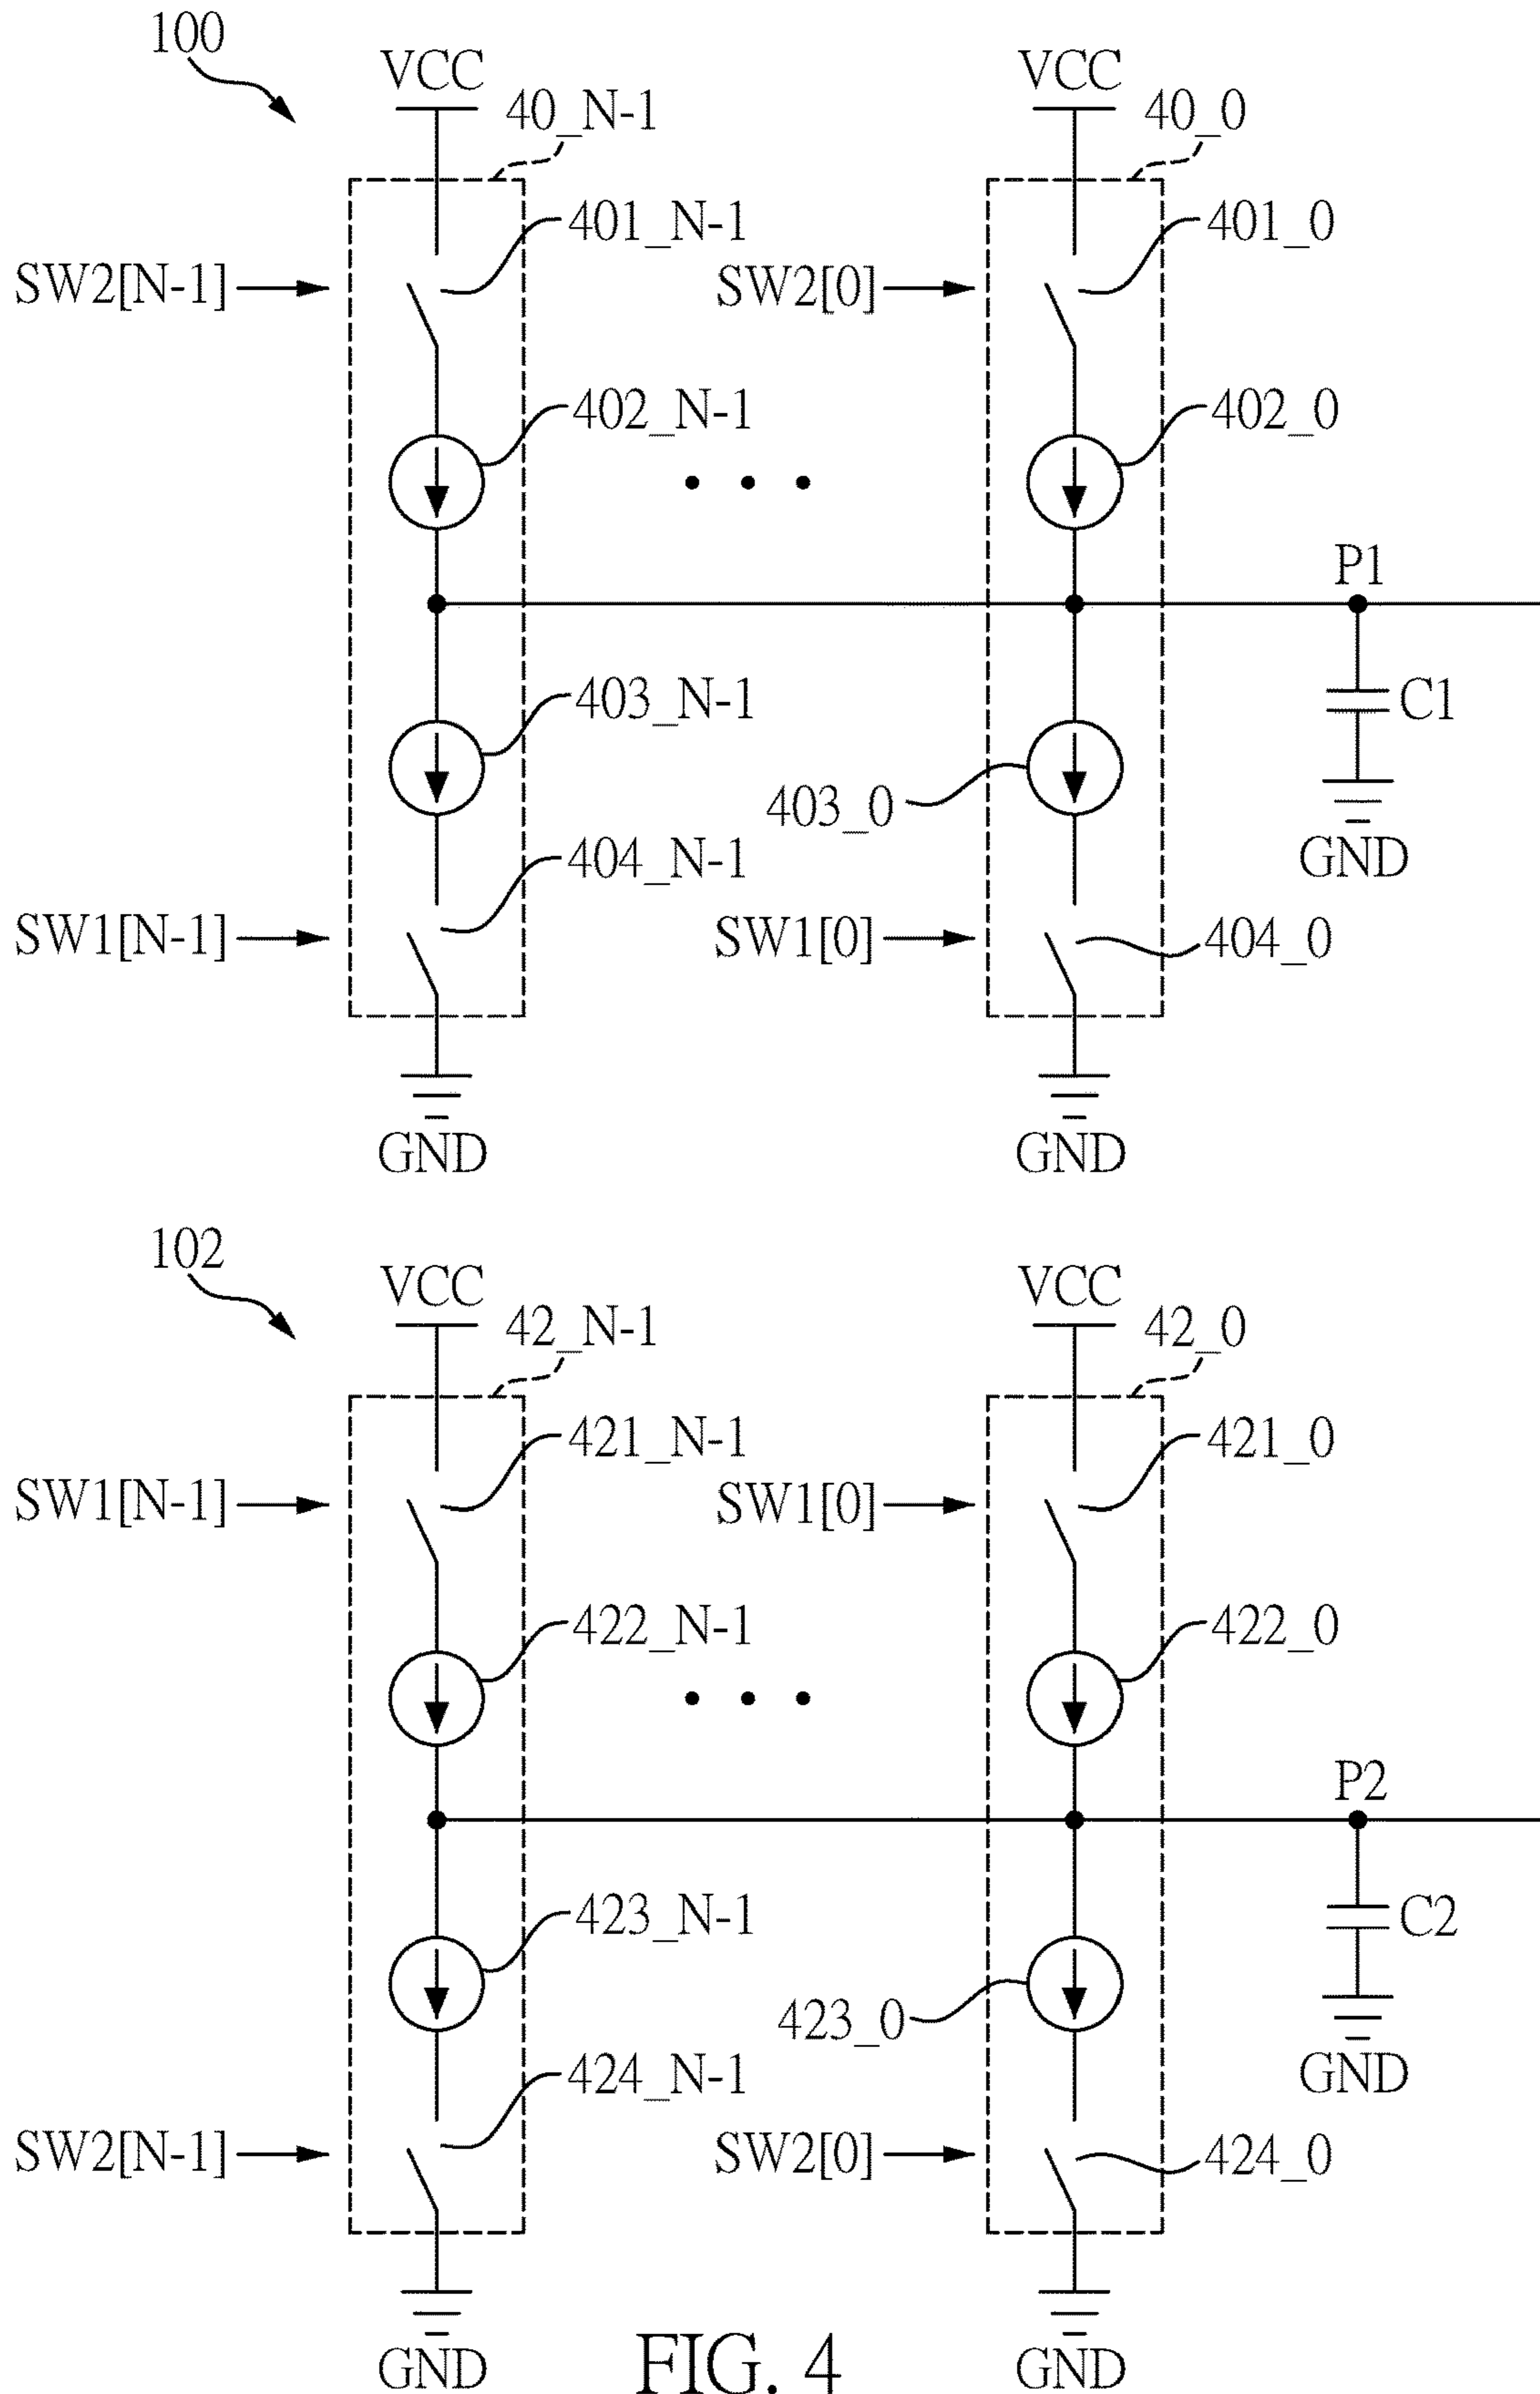 100
VCC
VCC
40_N-1
40_0
401_N-1
401_0
SW2[N-1]
SW2[0]
402_N-1
402_0
P1
403_N-1
C1
403_0
GND
404_N-1
SW1[N-1]
SW1[0]
404_0
GND
GND
102
VCC
VCC
42_N-1
42_0
421_N-1
421_0
SW1[N-1]
SW1[0]
422_N-1
422_0
P2
423_N-1
C2
423_0
GND
424_N-1
SW2[N-1]
SW2[0]
424_0
GND
GND
FIG. 4